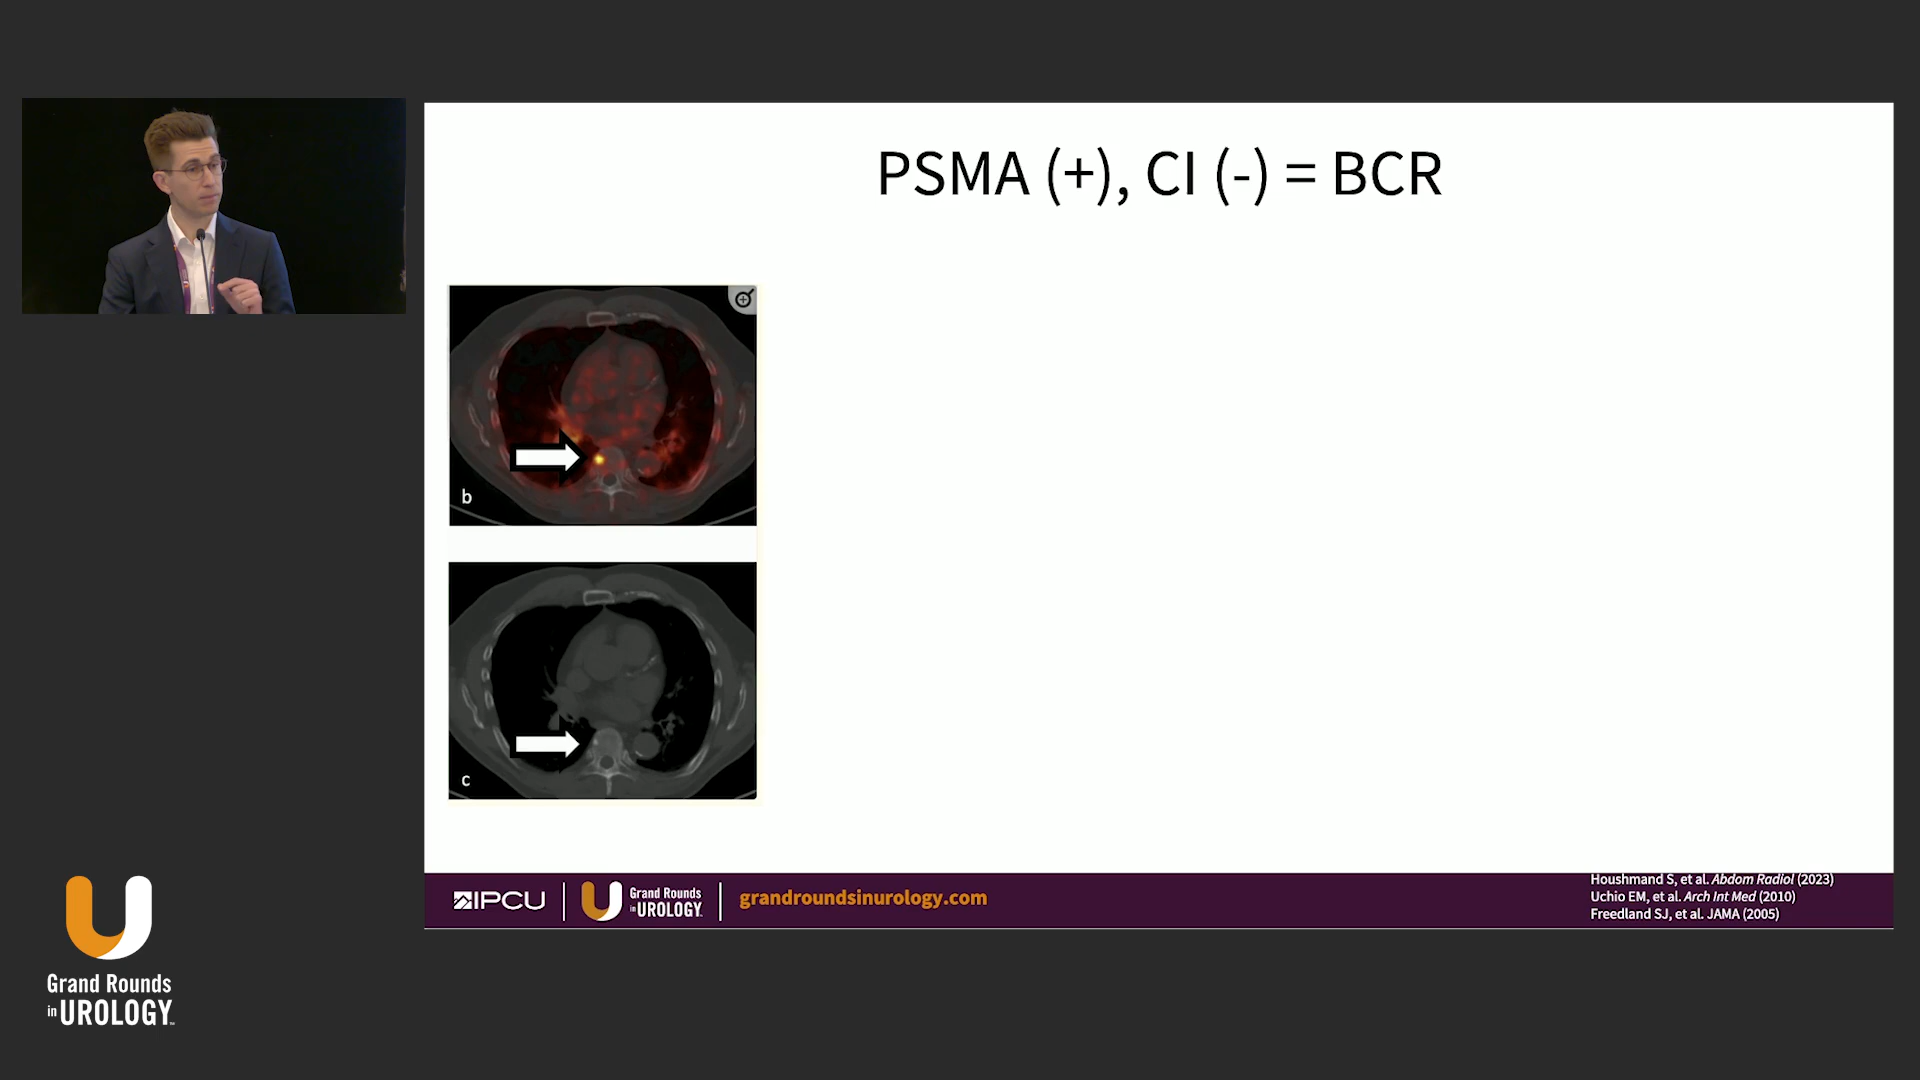 PSMA (+), CI (-) = BCR
b
c
IPCU
Grand Rounds
in UROLOGY
grandroundsinurology.com
Houshmand S, et al. Abdom Radiol (2023)
Uchio EM, et al. Arch Int Med (2010)
Freedland SJ, et al. JAMA (2005)
Grand Rounds
in UROLOGY